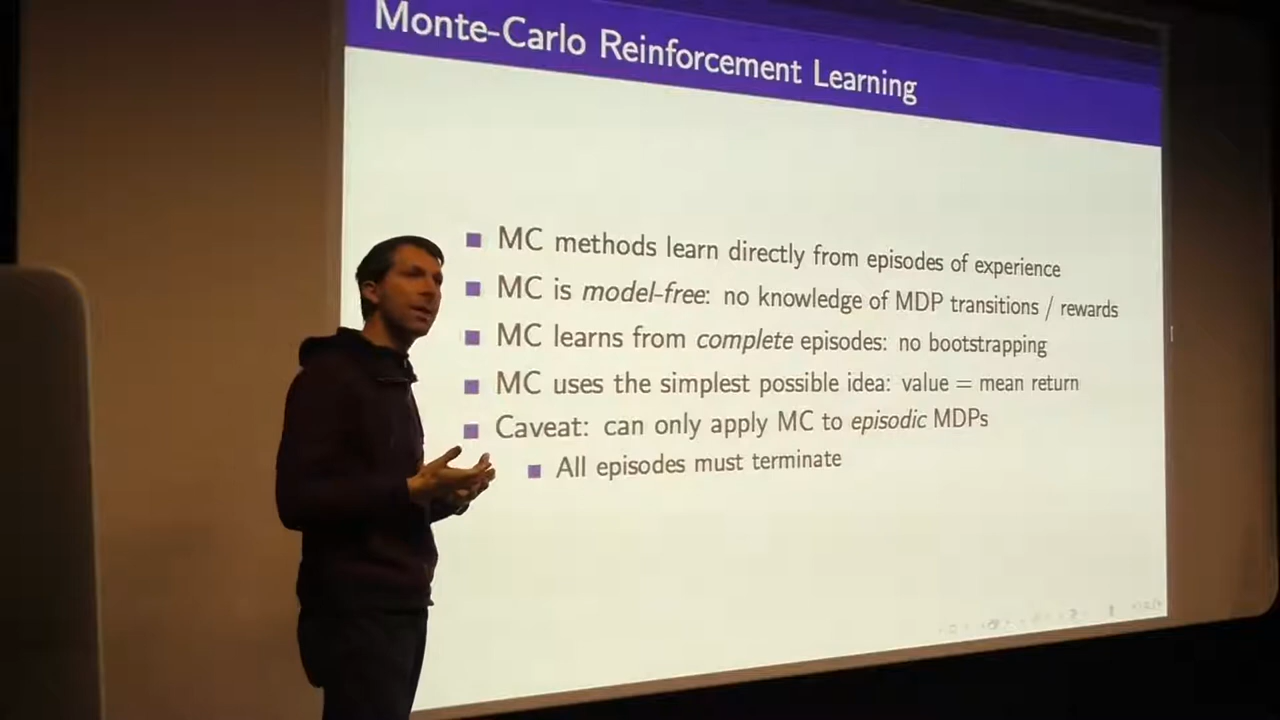 Monte-Carlo Reinforcement Learning
MC methods learn directly from episodes of experience
MC is model-free: no knowledge of MDP transitions / rewards
MC learns from complete episodes: no bootstrapping
MC uses the simplest possible idea: value = mean return
Caveat: can only apply MC to episodic MDPs
All episodes must terminate